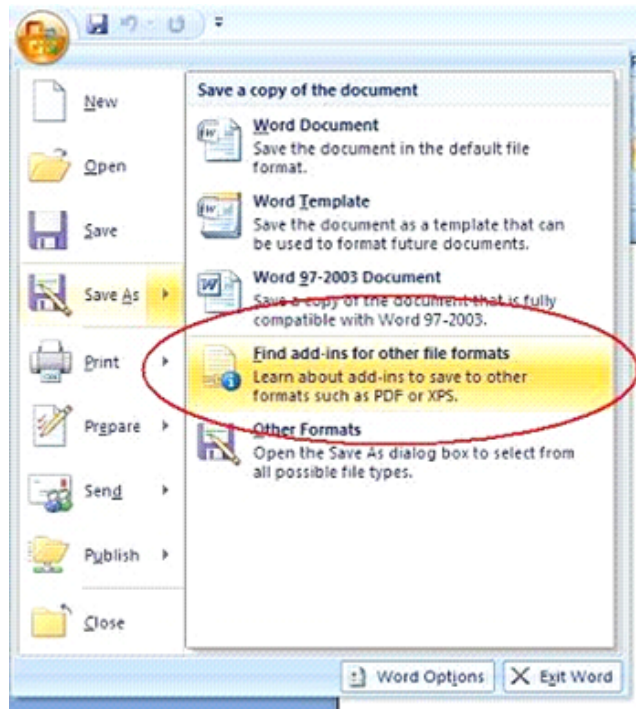 New
Open
Save
Save As
Print
Prepare
Send
Publish
Close
Save a copy of the document
Word Document
Save the document in the default file
format.
Word Template
Save the document as a template that can
be used to format future documents.
Word 97-2003 Document
Save a copy of the document that is fully
compatible with Word 97-2003.
Find add-ins for other file formats
Learn about add-ins to save to other
formats such as PDF or XPS.
Other Formats
Open the Save As dialog box to select from
all possible file types.
Word Options
Exit Word